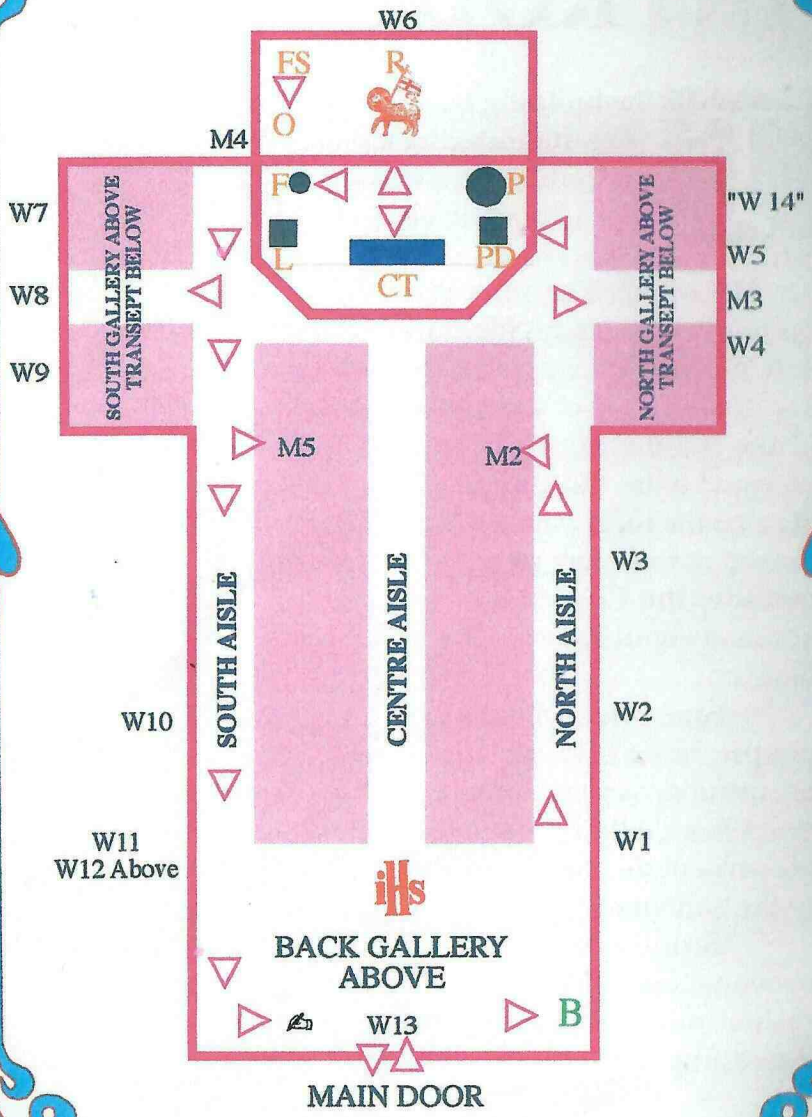 W6
FS
R
O
M4
F
P
L
PD
CT
W7
W8
W9
SOUTH GALLERY ABOVE
TRANSEPT BELOW
NORTH GALLERY ABOVE
TRANSEPT BELOW
"W 14"
W5
M3
W4
M5
M2
W3
SOUTH AISLE
CENTRE AISLE
NORTH AISLE
W10
W2
W11
W12 Above
W1
ihs
BACK GALLERY
ABOVE
W13
B
MAIN DOOR